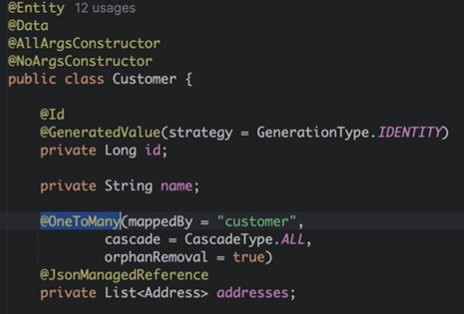 @Entity 12 usages
@Data
@AllArgsConstructor
@NoArgsConstructor
public class Customer {
@Id
@GeneratedValue(strategy = GenerationType.IDENTITY)
private Long id;
private String name;
@OneToMany(mappedBy = "customer",
cascade = CascadeType.ALL,
orphanRemoval = true)
@JsonManagedReference
private List<Address> addresses;